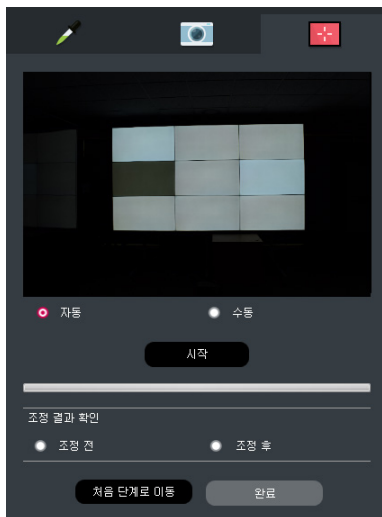 자동
수동
시작
조정 결과 확인
조정 전
조정 후
처음 단계로 이동
완료